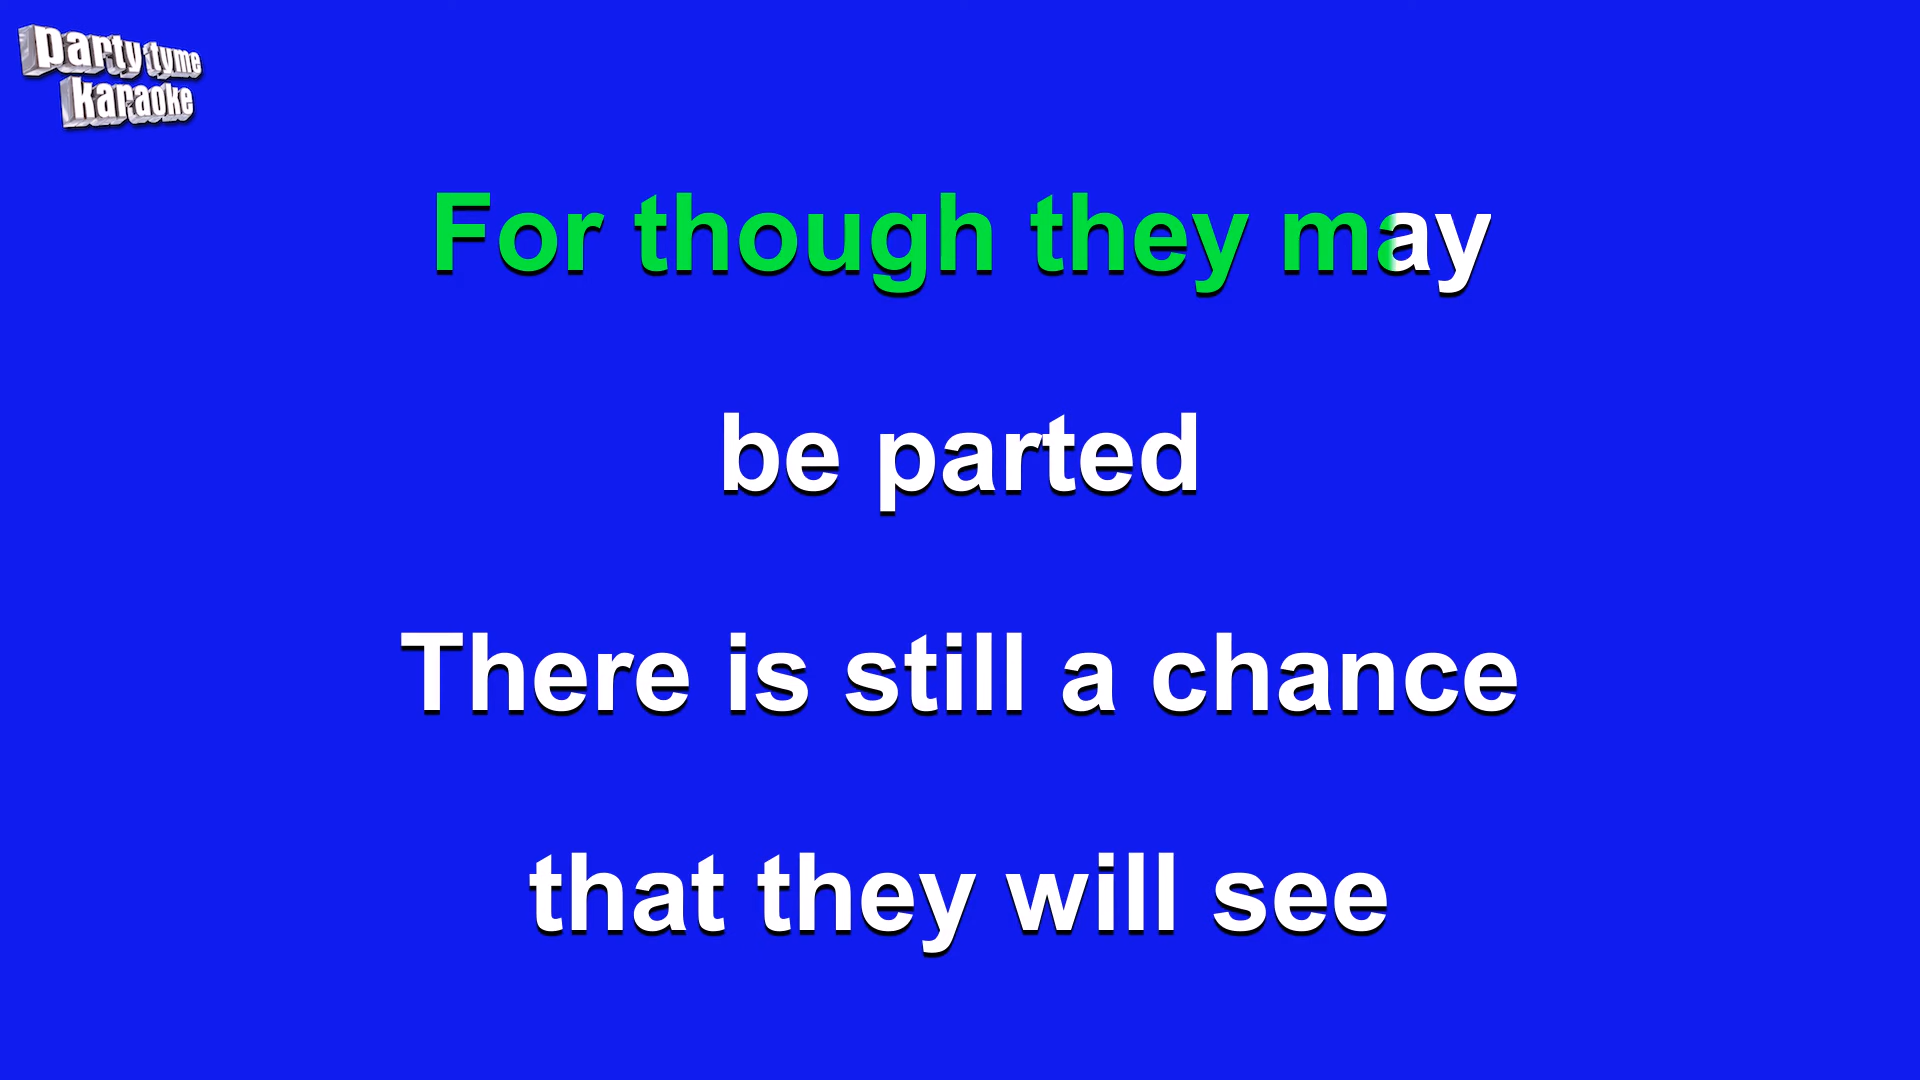 party tyme
karaoke
For though they may
be parted
There is still a chance
that they will see